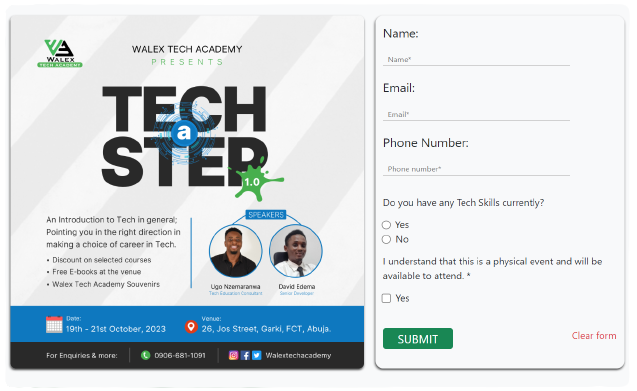 WALEX
TECH ACADEMY
WALEX TECH ACADEMY
PRESENTS
TECH
a
STEP
1.0
An Introduction to Tech in general;
Pointing you in the right direction in
making a choice of career in Tech.
• Discount on selected courses
• Free E-books at the venue
• Walex Tech Academy Souvenirs
SPEAKERS
Ugo Nzemaranwa
Tech Education Consultant
David Edema
Senior Developer
Date:
19th - 21st October, 2023
Venue:
26, Jos Street, Garki, FCT, Abuja.
For Enquiries & more:
0906-681-1091
Walextechacademy
Name:
Name*
Email:
Email*
Phone Number:
Phone number*
Do you have any Tech Skills currently?
Yes
No
I understand that this is a physical event and will be
available to attend. *
Yes
SUBMIT
Clear form